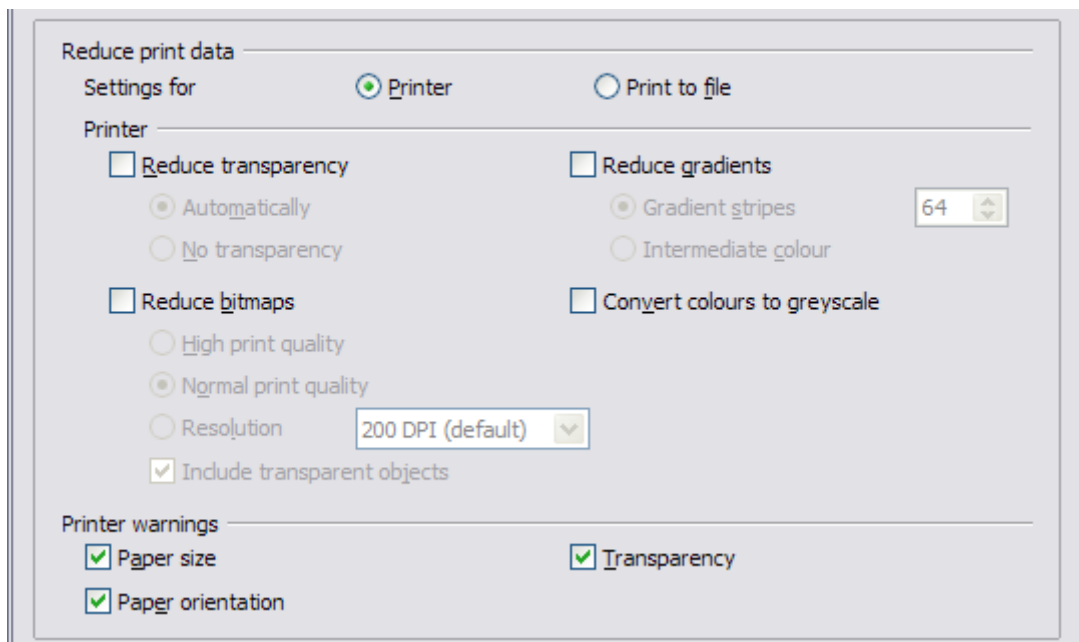 Reduce print data
Settings for Printer Print to file
Printer
Reduce transparency Reduce gradients
Automatically Gradient stripes 64
No transparency Intermediate colour
Reduce bitmaps Convert colours to greyscale
High print quality
Normal print quality
Resolution 200 DPI (default)
Include transparent objects
Printer warnings
Paper size Transparency
Paper orientation